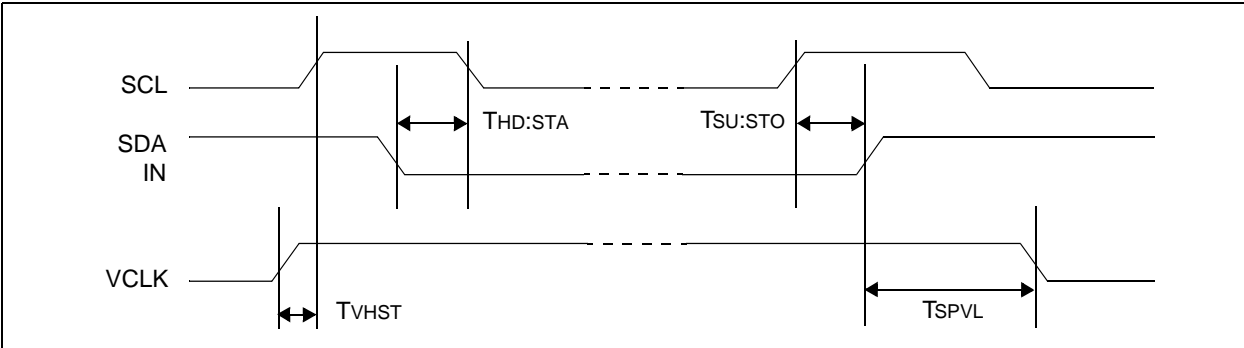 SCL
THD:STA
TSU:STO
SDA
IN
VCLK
TVHST
TSPVL